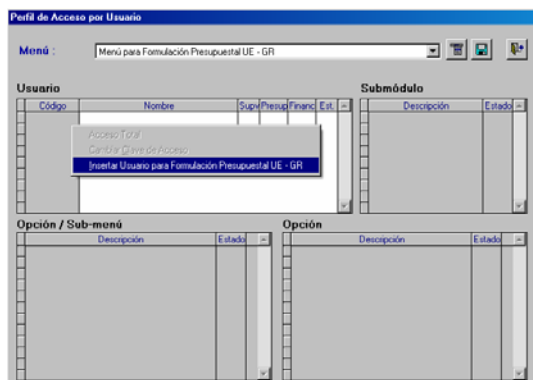 Perfil de Acceso por Usuario
Menú : Menú para Formulación Presupuestal UE - GR
Usuario
Submódulo
Código Nombre Supv Presup Financ Est.
Descripción Estado
Acceso Total
Cambiar Clave de Acceso
Insertar Usuario para Formulación Presupuestal UE - GR
Opción / Sub-menú
Opción
Descripción Estado
Descripción Estado